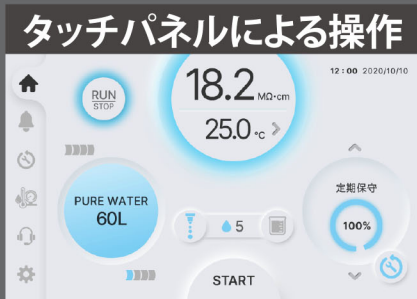 タッチパネルによる操作
12:00 2020/10/10
RUN
STOP
18.2 MΩ·cm
25.0 °C
PURE WATER
60L
5
定期保守
100%
START